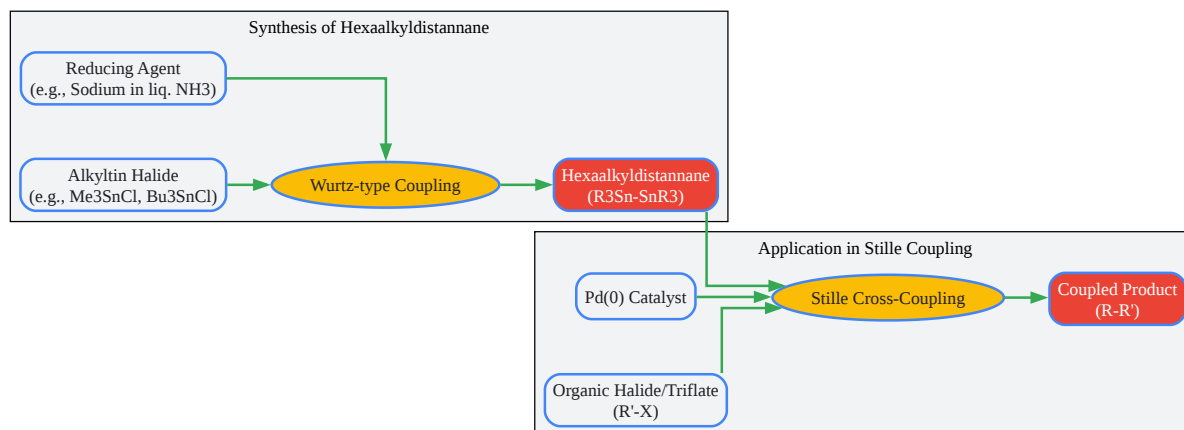 Synthesis of Hexaalkyldistannane
Reducing Agent
(e.g., Sodium in liq. NH3)
Alkyltin Halide
(e.g., Me3SnCl, Bu3SnCl)
Wurtz-type Coupling
Hexaalkyldistannane
(R3Sn-SnR3)
Application in Stille Coupling
Pd(0) Catalyst
Stille Cross-Coupling
Coupled Product
(R-R')
Organic Halide/Triflate
(R'-X)